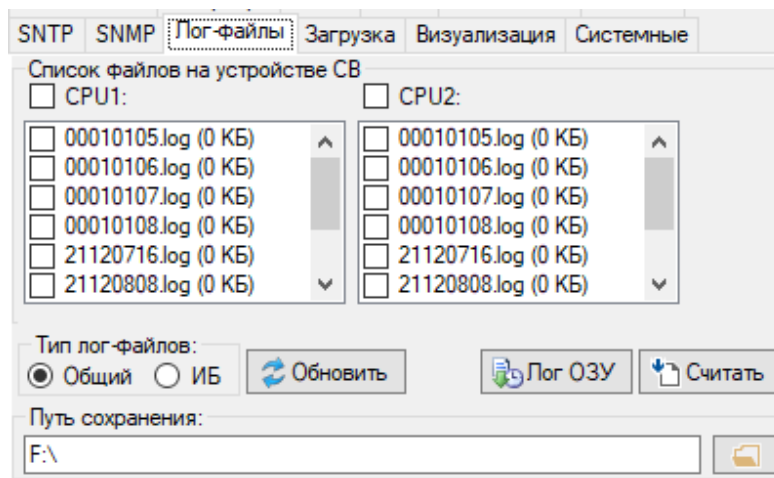 SNTP SNMP Лог-файлы Загрузка Визуализация Системные
Список файлов на устройстве СВ
CPU1: CPU2:
00010105.log (0 КБ) 00010105.log (0 КБ)
00010106.log (0 КБ) 00010106.log (0 КБ)
00010107.log (0 КБ) 00010107.log (0 КБ)
00010108.log (0 КБ) 00010108.log (0 КБ)
21120716.log (0 КБ) 21120716.log (0 КБ)
21120808.log (0 КБ) 21120808.log (0 КБ)
Тип лог-файлов:
Общий ИБ Обновить Лог ОЗУ Считать
Путь сохранения:
F:\